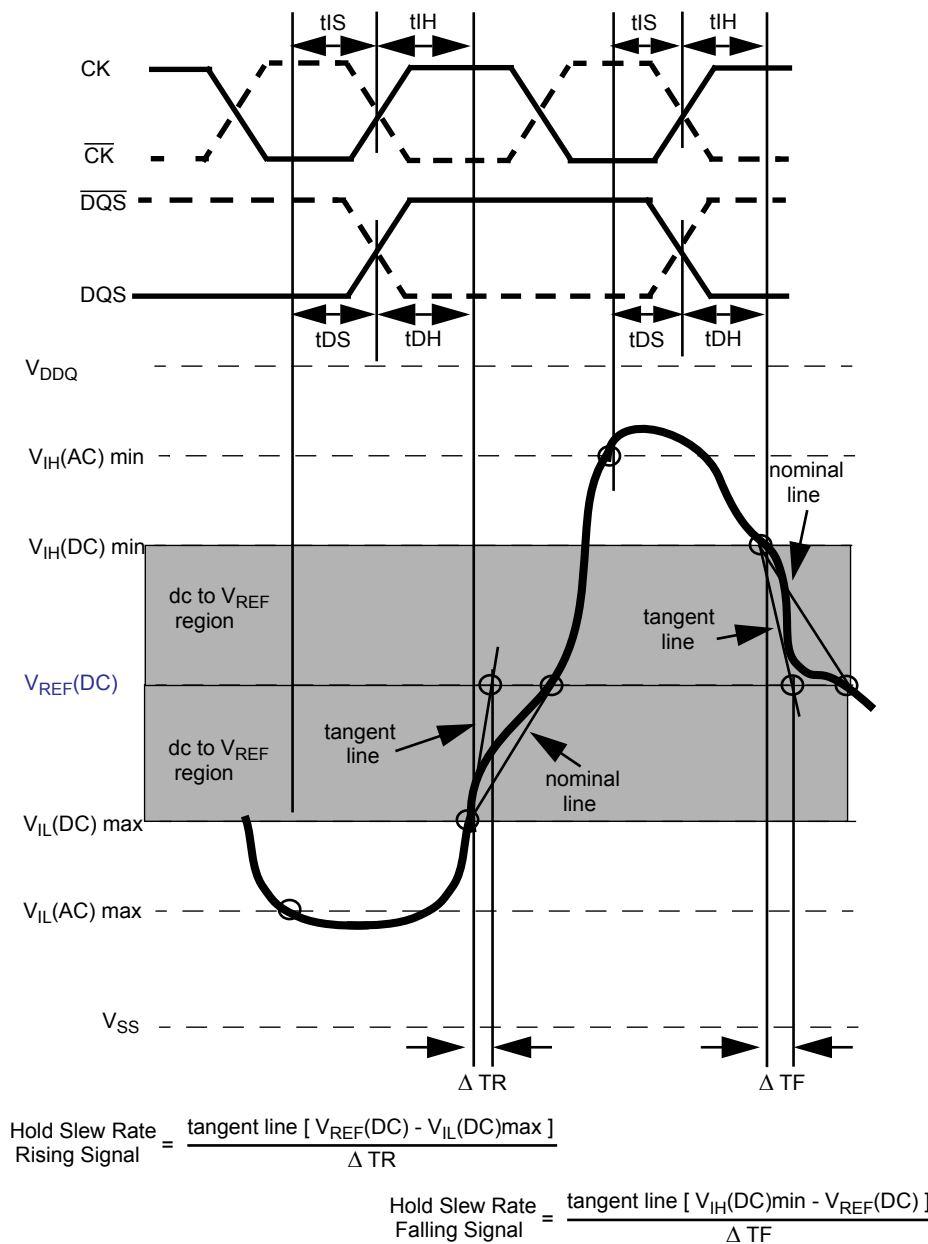 tIS tIH tIS tIH
CK
CK
DQS
DQS
tDS tDH tDS tDH
VDDQ
VIH(AC) min
nominal
line
VIH(DC) min
dc to VREF
region
tangent
line
VREF(DC)
tangent
line
dc to VREF
region
nominal
line
VIL(DC) max
VIL(AC) max
VSS
Δ TR Δ TF
Hold Slew Rate
Rising Signal
= tangent line [ VREF(DC) - VIL(DC)max ]
Δ TR
Hold Slew Rate
Falling Signal
= tangent line [ VIH(DC)min - VREF(DC) ]
Δ TF